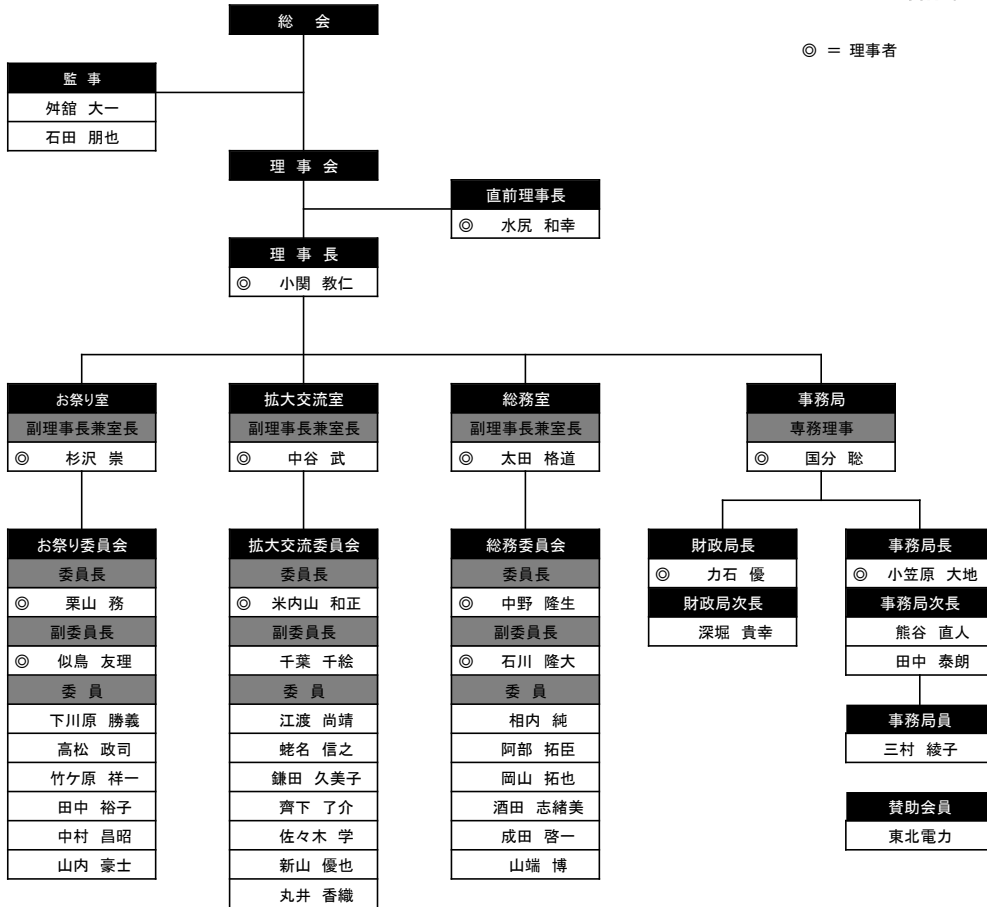 総　会
◎ ＝ 理事者
監 事
舛舘 大一
石田 朋也
理 事 会
直前理事長
◎ 水尻 和幸
理 事 長
◎ 小関 教仁
お祭り室
副理事長兼室長
◎ 杉沢 崇
拡大交流室
副理事長兼室長
◎ 中谷 武
総務室
副理事長兼室長
◎ 太田 格道
事務局
専務理事
◎ 国分 聡
お祭り委員会
委員長
◎ 栗山 務
副委員長
◎ 似鳥 友理
委 員
下川原 勝義
高松 政司
竹ケ原 祥一
田中 裕子
中村 昌昭
山内 豪士
拡大交流委員会
委員長
◎ 米内山 和正
副委員長
千葉 千絵
委 員
江渡 尚靖
蛯名 信之
鎌田 久美子
齊下 了介
佐々木 学
新山 優也
丸井 香織
総務委員会
委員長
◎ 中野 隆生
副委員長
◎ 石川 隆大
委 員
相内 純
阿部 拓臣
岡山 拓也
酒田 志緒美
成田 啓一
山端 博
財政局長
◎ 力石 優
財政局次長
深堀 貴幸
事務局長
◎ 小笠原 大地
事務局次長
熊谷 直人
田中 泰朗
事務局員
三村 綾子
賛助会員
東北電力